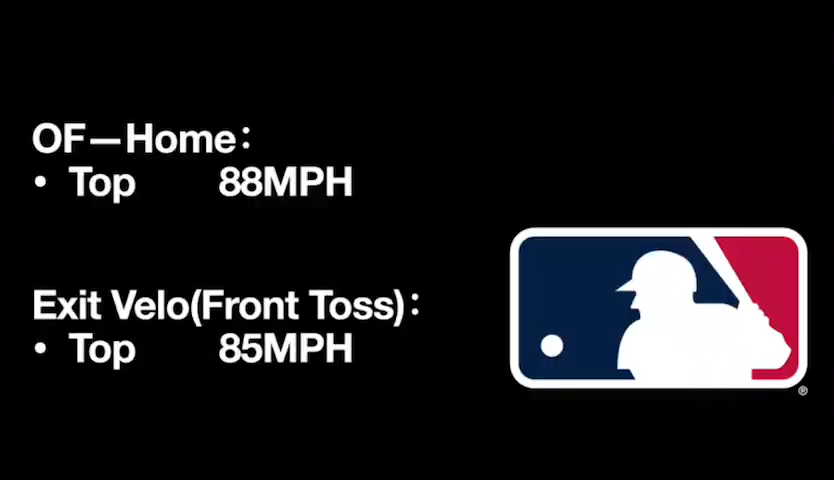 OF—Home:
• Top 88MPH
Exit Velo(Front Toss):
• Top 85MPH
®